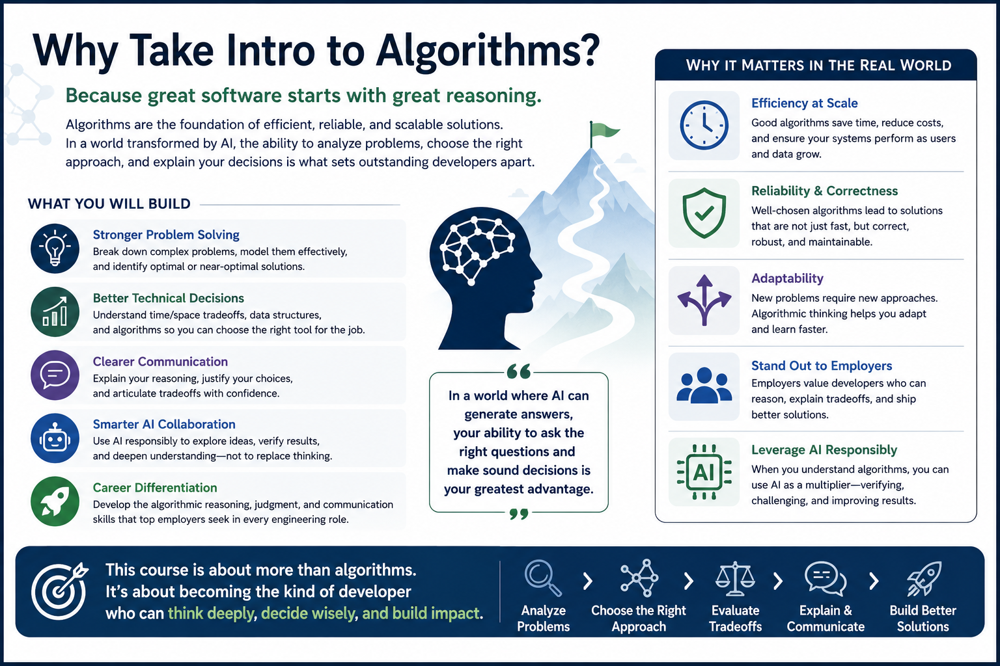 Why Take Intro to Algorithms?
Because great software starts with great reasoning.
Algorithms are the foundation of efficient, reliable, and scalable solutions.
In a world transformed by AI, the ability to analyze problems, choose the right
approach, and explain your decisions is what sets outstanding developers apart.
WHAT YOU WILL BUILD
Stronger Problem Solving
Break down complex problems, model them effectively,
and identify optimal or near-optimal solutions.
Better Technical Decisions
Understand time/space tradeoffs, data structures,
and algorithms so you can choose the right tool for the job.
Clearer Communication
Explain your reasoning, justify your choices,
and articulate tradeoffs with confidence.
Smarter AI Collaboration
Use AI responsibly to explore ideas, verify results,
and deepen understanding—not to replace thinking.
Career Differentiation
Develop the algorithmic reasoning, judgment, and communication
skills that top employers seek in every engineering role.
“
In a world where AI can
generate answers,
your ability to ask the
right questions and
make sound decisions is
your greatest advantage.
”
WHY IT MATTERS IN THE REAL WORLD
Efficiency at Scale
Good algorithms save time, reduce costs,
and ensure your systems perform as users
and data grow.
Reliability & Correctness
Well-chosen algorithms lead to solutions
that are not just fast, but correct,
robust, and maintainable.
Adaptability
New problems require new approaches.
Algorithmic thinking helps you adapt
and learn faster.
Stand Out to Employers
Employers value developers who can
reason, explain tradeoffs, and ship
better solutions.
AI
Leverage AI Responsibly
When you understand algorithms, you can
use AI as a multiplier—verifying,
challenging, and improving results.
This course is about more than algorithms.
It's about becoming the kind of developer
who can think deeply, decide wisely, and build impact.
Analyze
Problems
Choose the Right
Approach
Evaluate
Tradeoffs
Explain &
Communicate
Build Better
Solutions